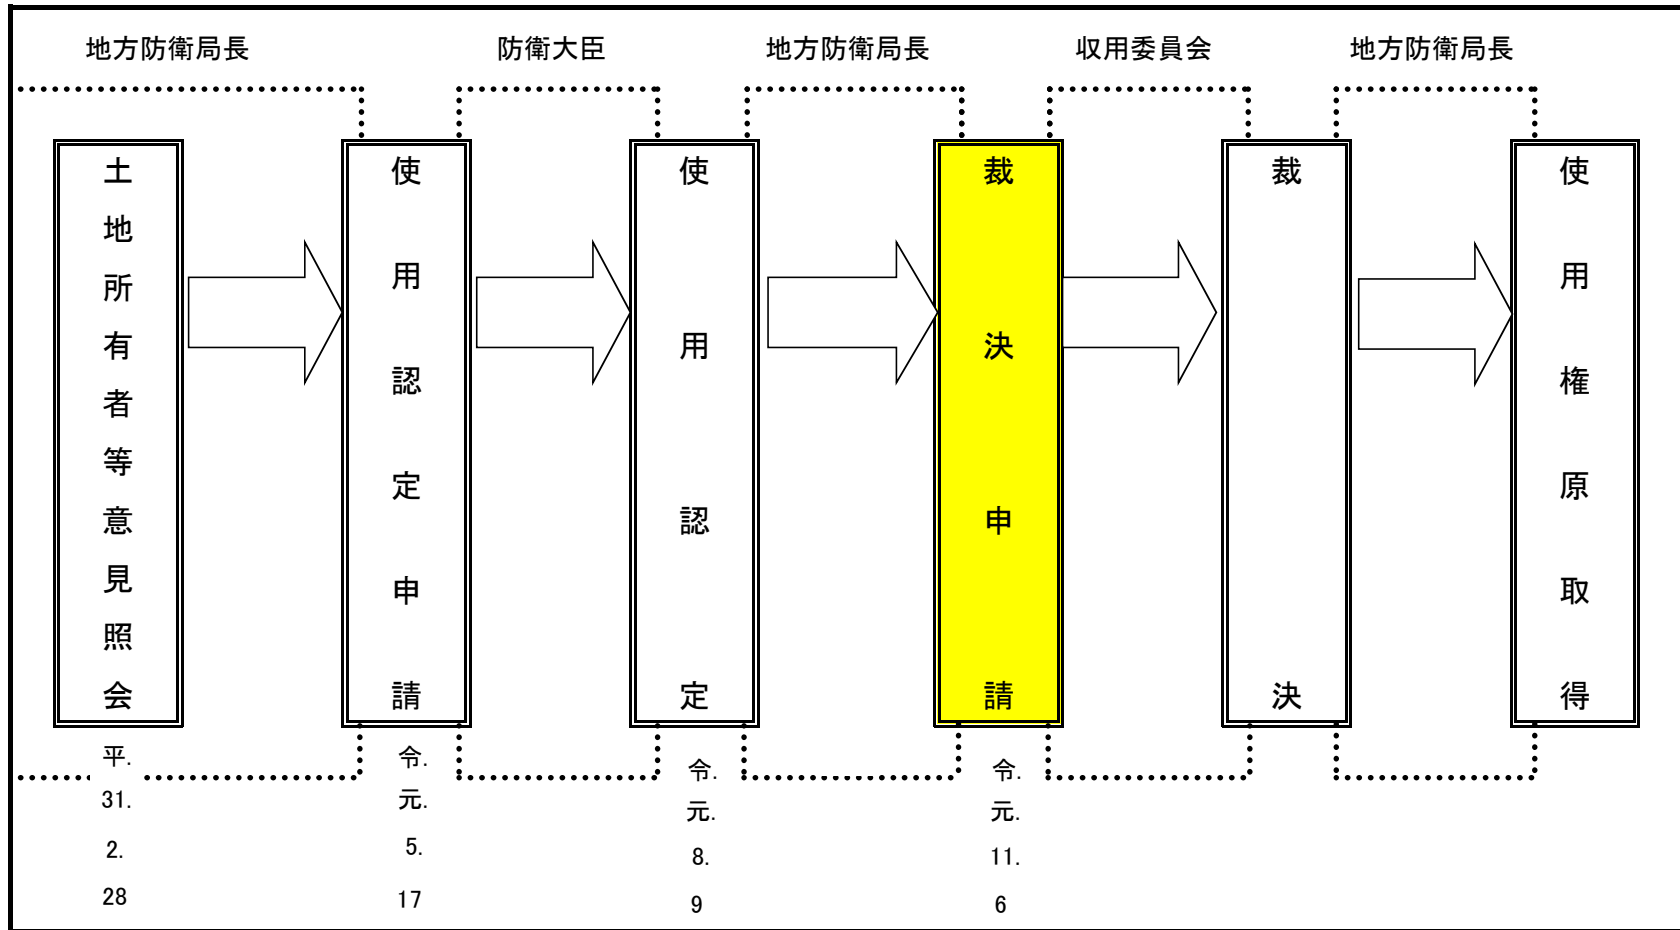 地方防衛局長
防衛大臣
地方防衛局長
収用委員会
地方防衛局長
土地所有者等意見照会
使用認定申請
使用認定
裁決申請
裁決
使用権原取得
平.
31.
2.
28
令.
元.
5.
17
令.
元.
8.
9
令.
元.
11.
6